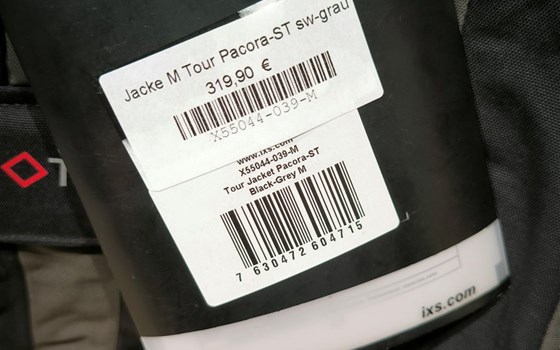 Jacke M Tour Pacora-ST sw-grau
319,90 €
X55044-039-M
www.ixs.com
X55044-039-M
Tour Jacket Pacora-ST
Black-Grey M
7 630472 604715
T
ixs.com